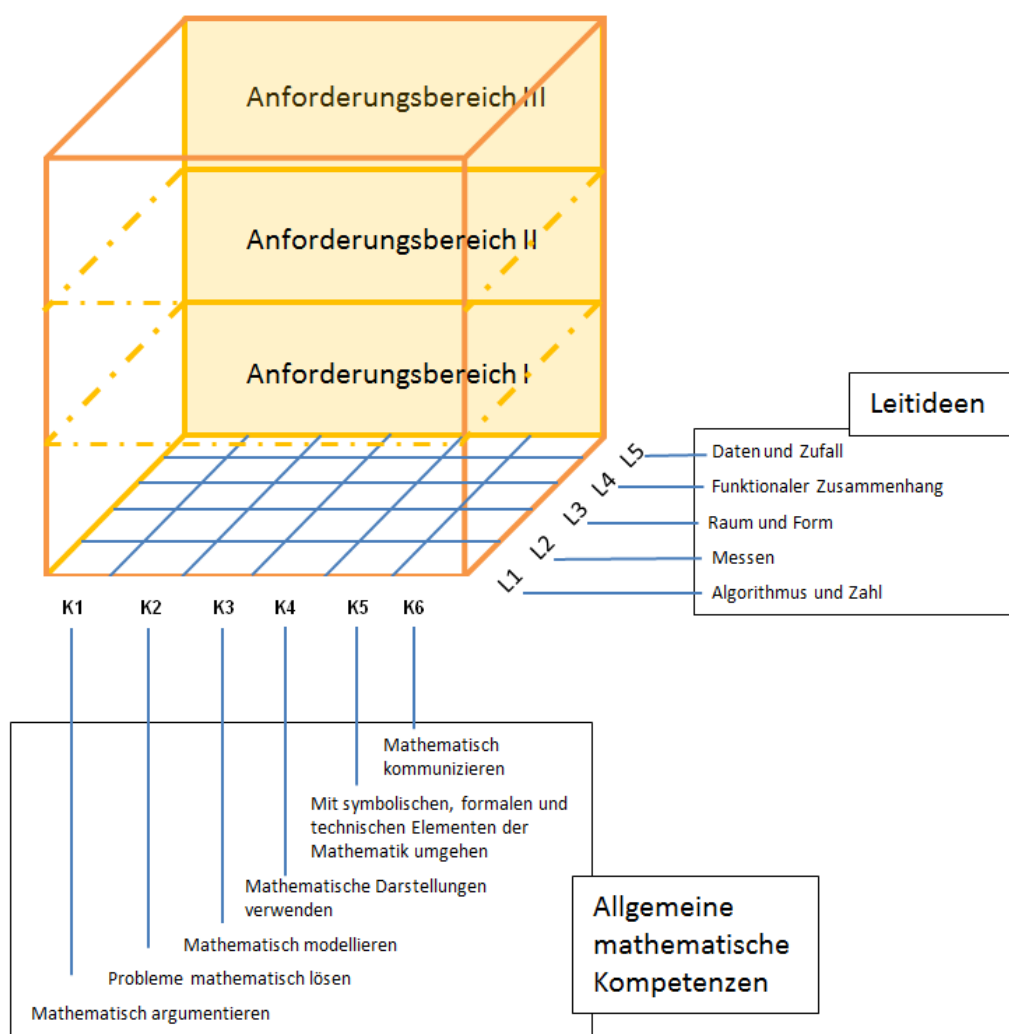 Anforderungsbereich III
Anforderungsbereich II
Anforderungsbereich I
Leitideen
L5
Daten und Zufall
L4
Funktionaler Zusammenhang
L3
Raum und Form
L2
Messen
L1
Algorithmus und Zahl
K1 K2 K3 K4 K5 K6
Mathematisch
kommunizieren
Mit symbolischen, formalen und
technischen Elementen der
Mathematik umgehen
Mathematische Darstellungen
verwenden
Mathematisch modellieren
Probleme mathematisch lösen
Mathematisch argumentieren
Allgemeine
mathematische
Kompetenzen